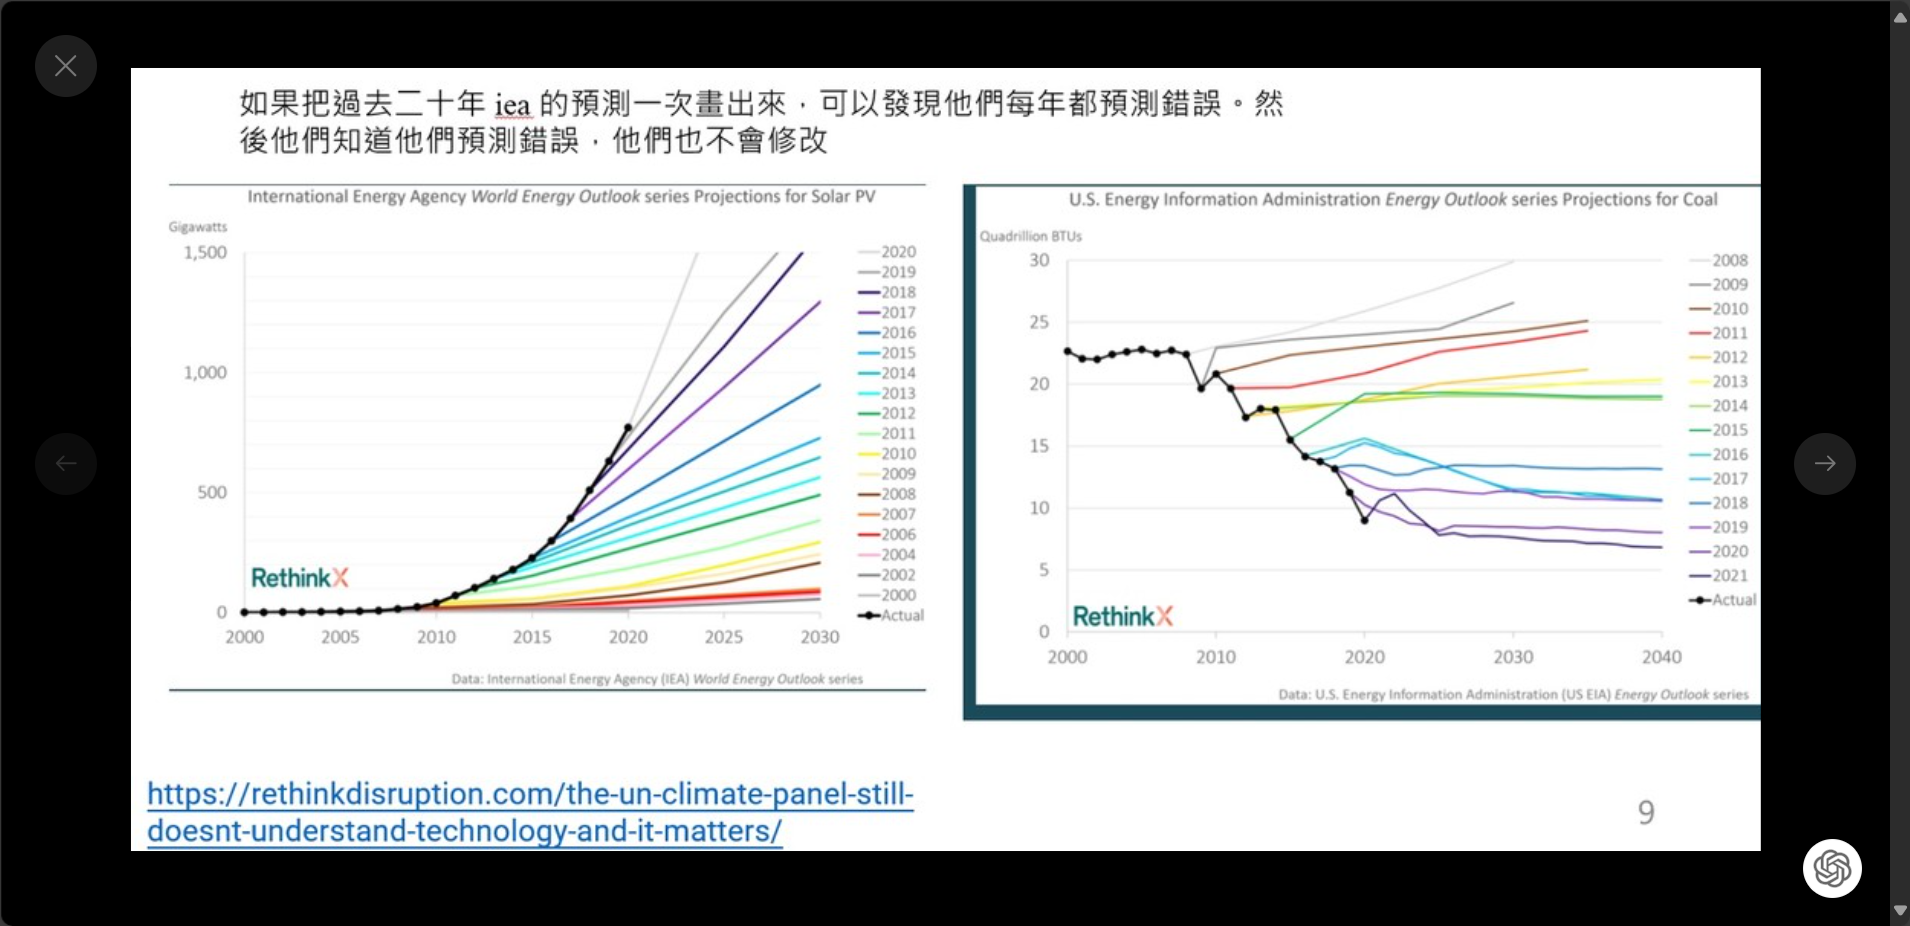 如果把過去二十年 iea 的預測一次畫出來，可以發現他們每年都預測錯誤。然
後他們知道他們預測錯誤，他們也不會修改
International Energy Agency World Energy Outlook series Projections for Solar PV
Gigawatts
1,500
1,000
500
0
2000 2005 2010 2015 2020 2025 2030
2020
2019
2018
2017
2016
2015
2014
2013
2012
2011
2010
2009
2008
2007
2006
2004
2002
2000
Actual
RethinkX
Data: International Energy Agency (IEA) World Energy Outlook series
U.S. Energy Information Administration Energy Outlook series Projections for Coal
Quadrillion BTUs
30
25
20
15
10
5
0
2000 2010 2020 2030 2040
2008
2009
2010
2011
2012
2013
2014
2015
2016
2017
2018
2019
2020
2021
Actual
RethinkX
Data: U.S. Energy Information Administration (US EIA) Energy Outlook series
https://rethinkdisruption.com/the-un-climate-panel-still-
doesnt-understand-technology-and-it-matters/
9